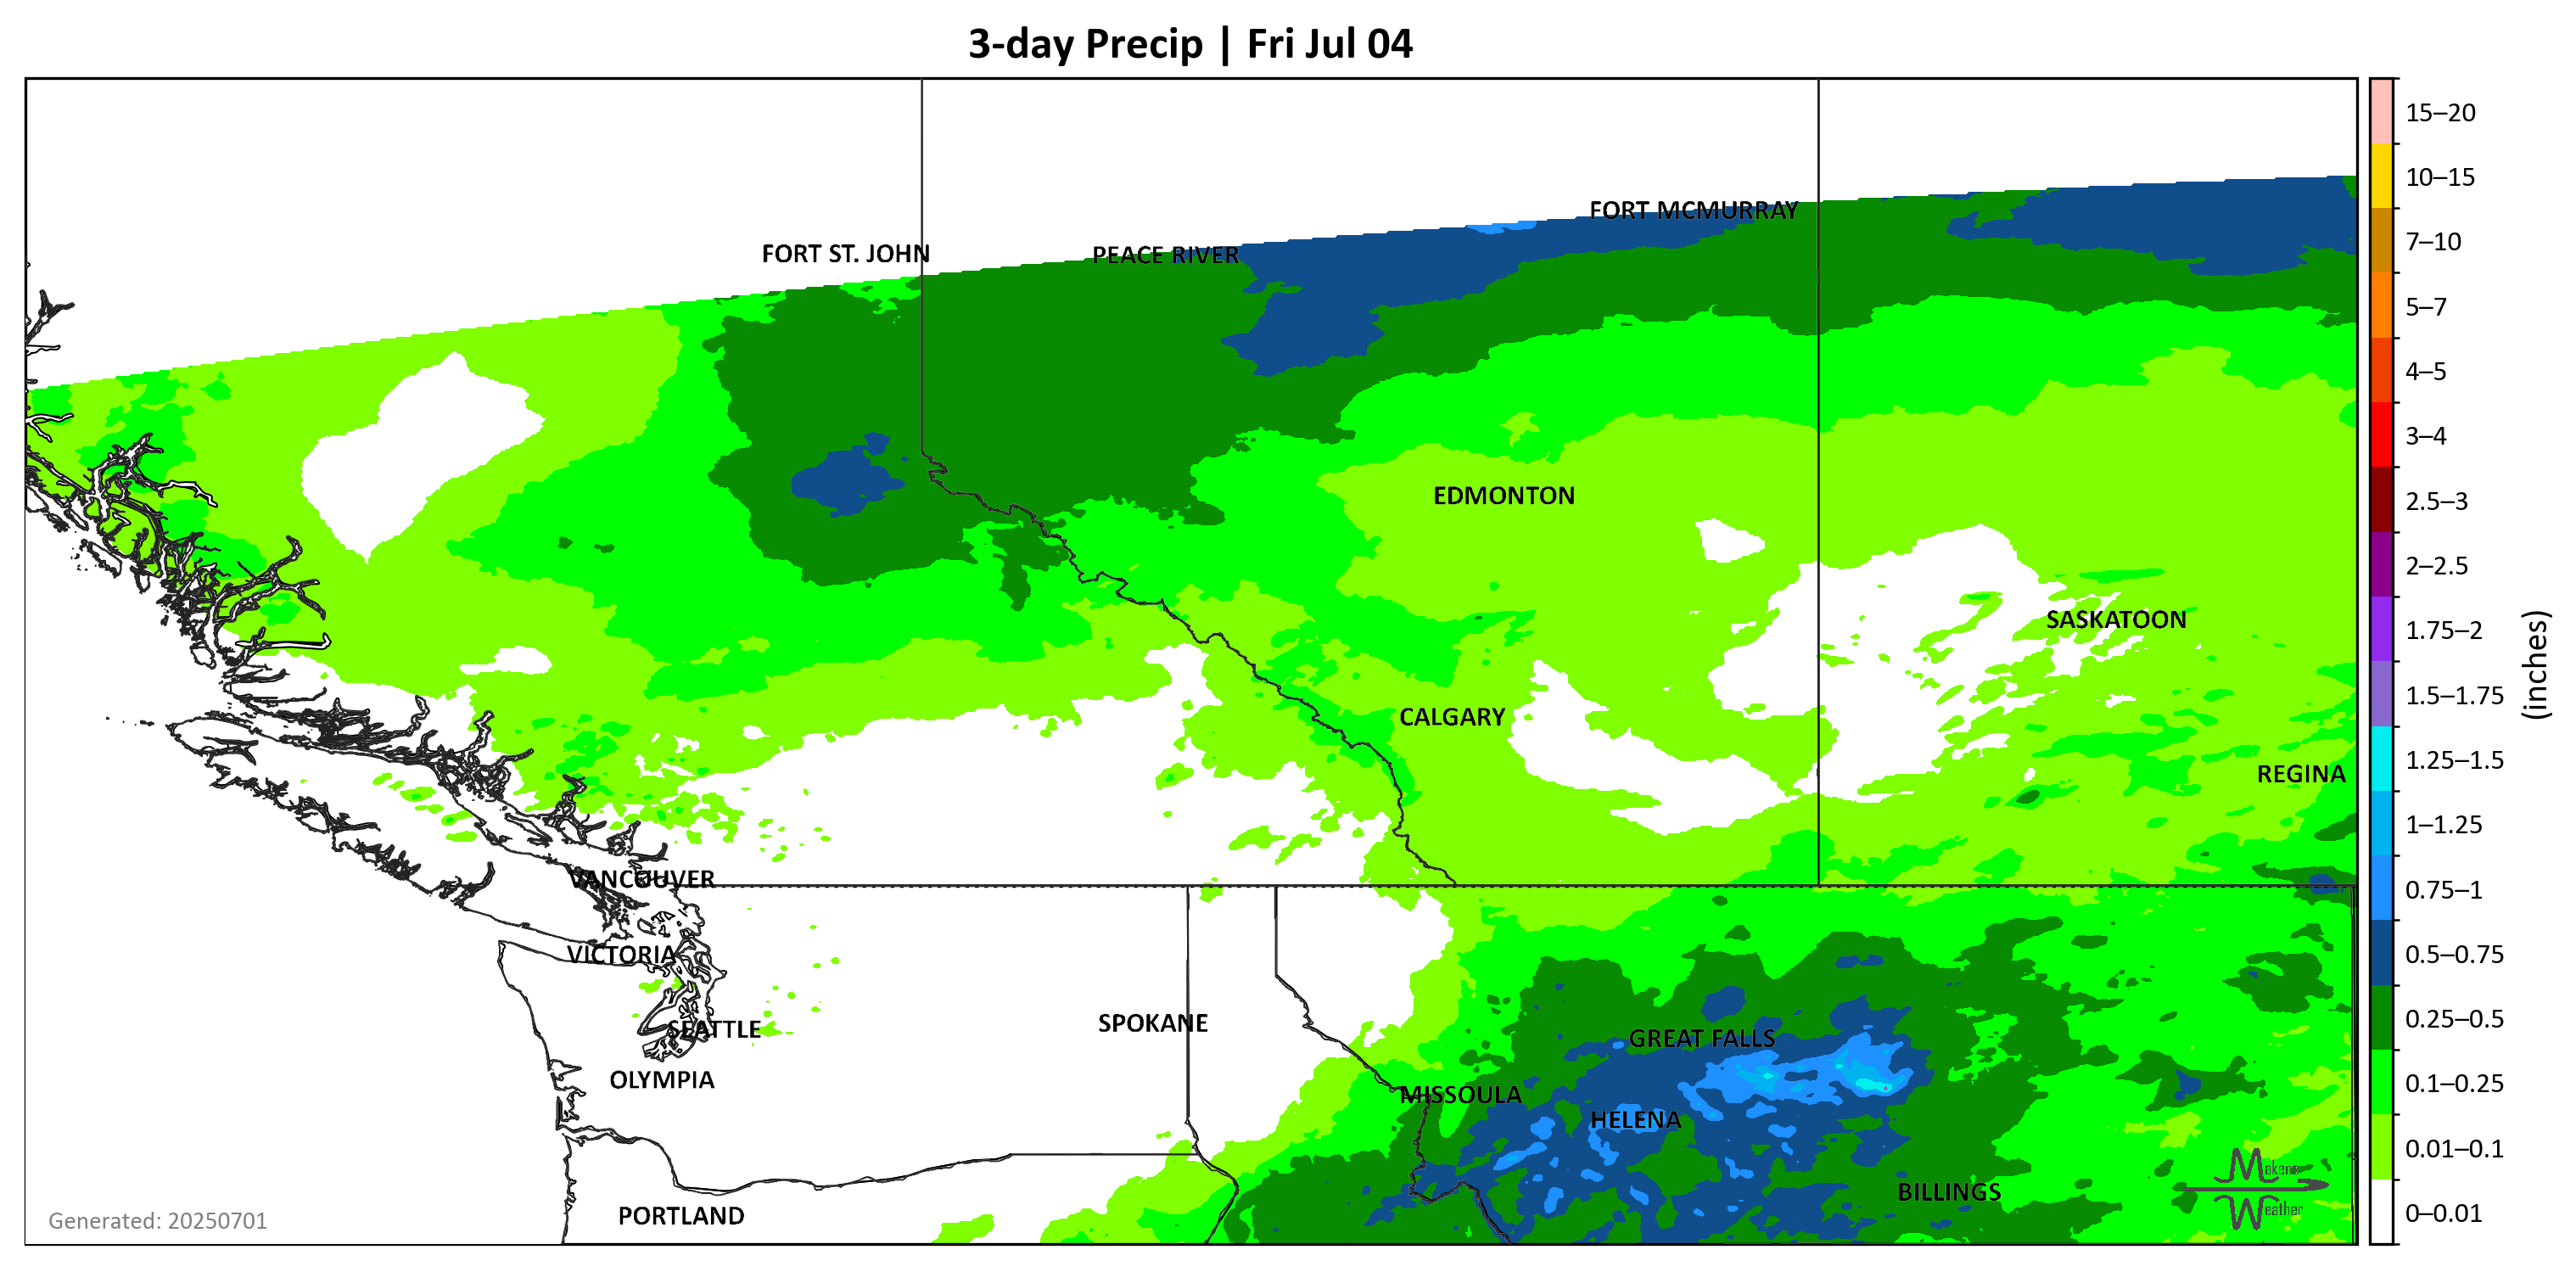 3-day Precip | Fri Jul 04
FORT MCMURRAY
FORT ST. JOHN
PEACE RIVER
EDMONTON
SASKATOON
CALGARY
REGINA
VANCOUVER
VICTORIA
SPOKANE
SEATTLE
GREAT FALLS
OLYMPIA
MISSOULA
HELENA
BILLINGS
PORTLAND
Makens
Weather
Generated: 20250701
15–20
10–15
7–10
5–7
4–5
3–4
2.5–3
2–2.5
1.75–2
1.5–1.75
1.25–1.5
1–1.25
0.75–1
0.5–0.75
0.25–0.5
0.1–0.25
0.01–0.1
0–0.01
(inches)